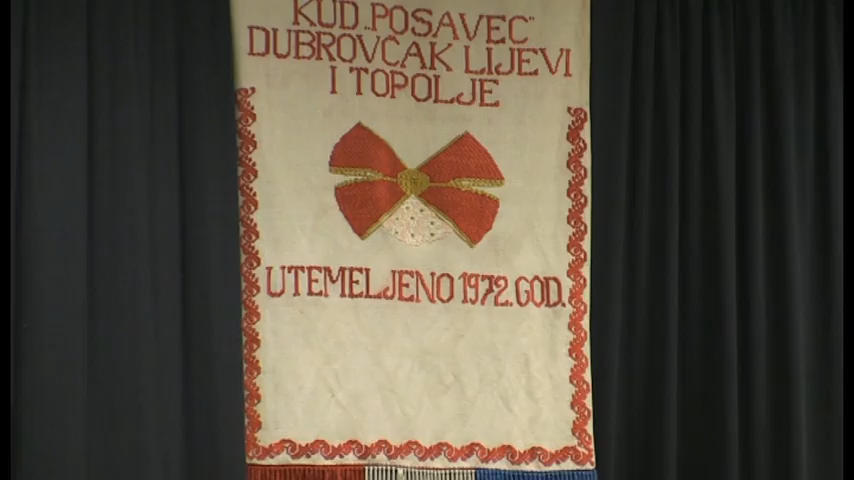 KUD „POSAVEC"
DUBROVČAK LIJEVI
I TOPOLJE
UTEMELJENO 1972. GOD.